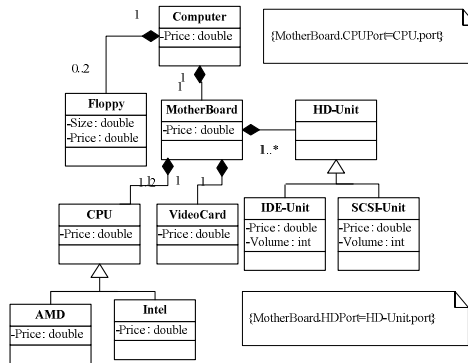 Computer
-Price: double
1
{MotherBoard.CPUPort=CPU.port}
0..2
1
1
Floppy
-Size: double
-Price: double
MotherBoard
-Price: double
HD-Unit
1..*
1
1
CPU
-Price: double
VideoCard
-Price: double
IDE-Unit
-Price: double
-Volume: int
SCSI-Unit
-Price: double
-Volume: int
AMD
-Price: double
Intel
-Price: double
{MotherBoard.HDPort=HD-Unit.port}